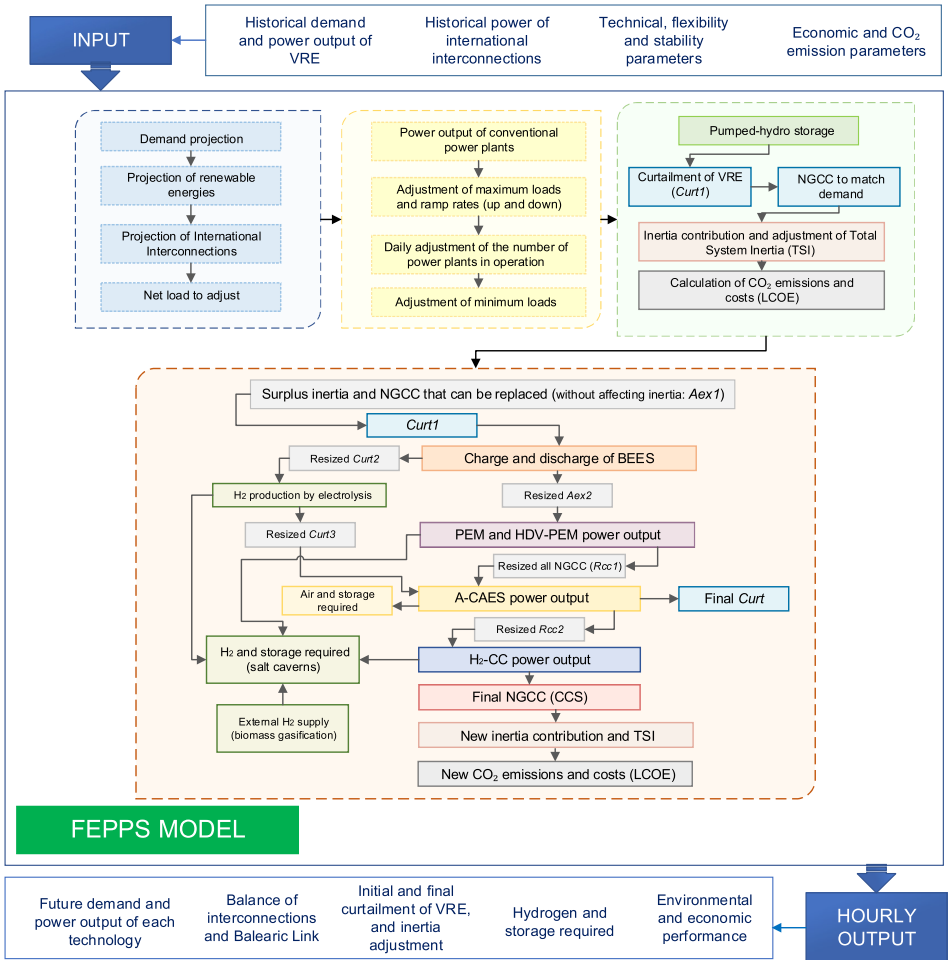 INPUT
Historical demand
and power output of
VRE
Historical power of
international
interconnections
Technical, flexibility
and stability
parameters
Economic and CO₂
emission parameters
Demand projection
Projection of renewable
energies
Projection of International
Interconnections
Net load to adjust
Power output of conventional
power plants
Adjustment of maximum loads
and ramp rates (up and down)
Daily adjustment of the number of
power plants in operation
Adjustment of minimum loads
Pumped-hydro storage
Curtailment of VRE
(Curt1)
NGCC to match
demand
Inertia contribution and adjustment of Total
System Inertia (TSI)
Calculation of CO₂ emissions and
costs (LCOE)
Surplus inertia and NGCC that can be replaced (without affecting inertia: Aex1)
Curt1
Charge and discharge of BEES
Resized Curt2
H₂ production by electrolysis
Resized Aex2
Resized Curt3
PEM and HDV-PEM power output
Resized all NGCC (Rcc1)
Air and storage
required
A-CAES power output
Final Curt
Resized Rcc2
H₂ and storage required
(salt caverns)
H₂-CC power output
Final NGCC (CCS)
External H₂ supply
(biomass gasification)
New inertia contribution and TSI
New CO₂ emissions and costs (LCOE)
FEPPS MODEL
Future demand and
power output of each
technology
Balance of
interconnections
and Balearic Link
Initial and final
curtailment of VRE,
and inertia
adjustment
Hydrogen and
storage required
Environmental
and economic
performance
HOURLY
OUTPUT